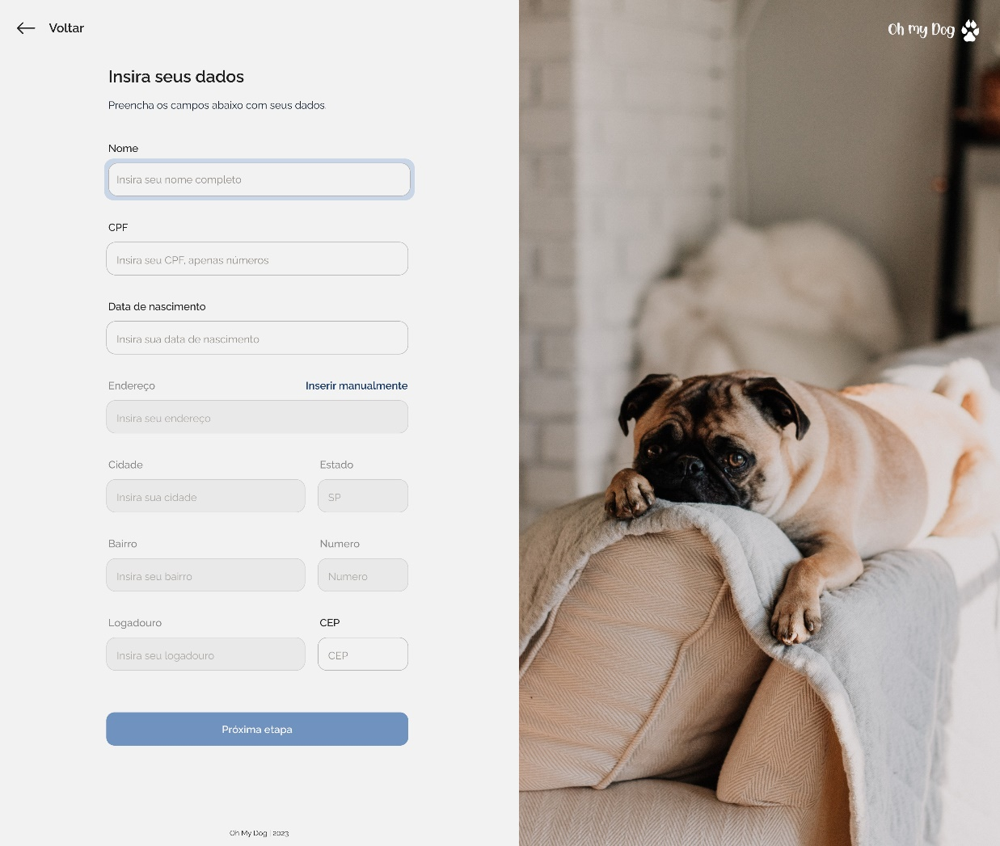 Voltar
Oh my Dog
Insira seus dados
Preencha os campos abaixo com seus dados.
Nome
Insira seu nome completo
CPF
Insira seu CPF, apenas números
Data de nascimento
Insira sua data de nascimento
Endereço Inserir manualmente
Insira seu endereço
Cidade Estado
Insira sua cidade SP
Bairro Numero
Insira seu bairro Numero
Logadouro CEP
Insira seu logadouro CEP
Próxima etapa
Oh My Dog | 2023